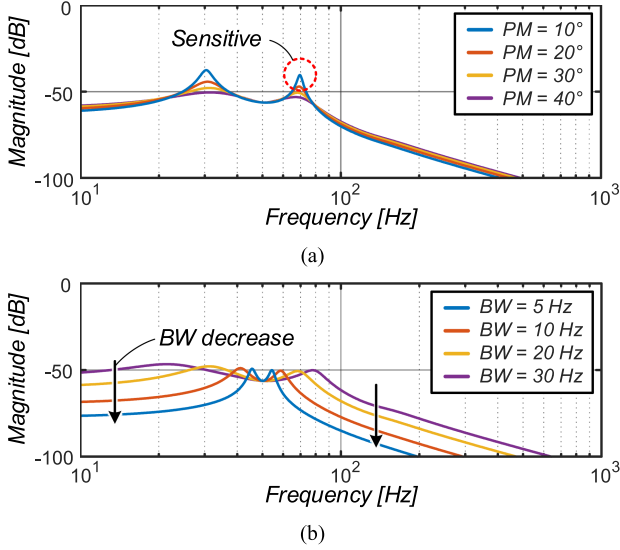 0
-50
-100
Magnitude [dB]
Sensitive
PM = 10°
PM = 20°
PM = 30°
PM = 40°
10^1
10^2
10^3
Frequency [Hz]
(a)
0
-50
-100
Magnitude [dB]
BW decrease
BW = 5 Hz
BW = 10 Hz
BW = 20 Hz
BW = 30 Hz
10^1
10^2
10^3
Frequency [Hz]
(b)